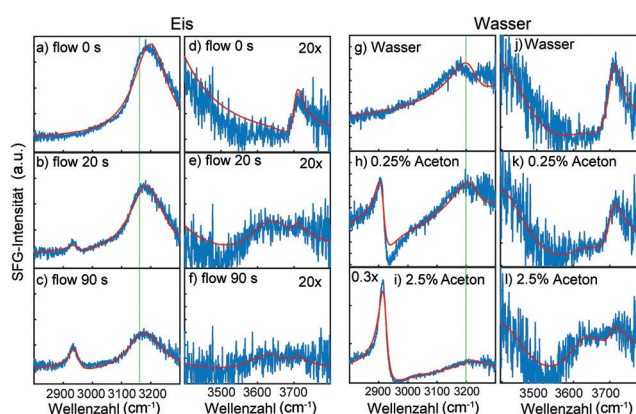 Eis
Wasser
a) flow 0 s
d) flow 0 s
20x
g) Wasser
j) Wasser
b) flow 20 s
e) flow 20 s
20x
h) 0.25% Aceton
k) 0.25% Aceton
c) flow 90 s
f) flow 90 s
20x
0.3x
i) 2.5% Aceton
l) 2.5% Aceton
SFG-Intensität (a.u.)
2900 3000 3100 3200
3400 3500 3600 3700
2900 3000 3100 3200
3500 3600 3700
Wellenzahl (cm⁻¹)
Wellenzahl (cm⁻¹)
Wellenzahl (cm⁻¹)
Wellenzahl (cm⁻¹)